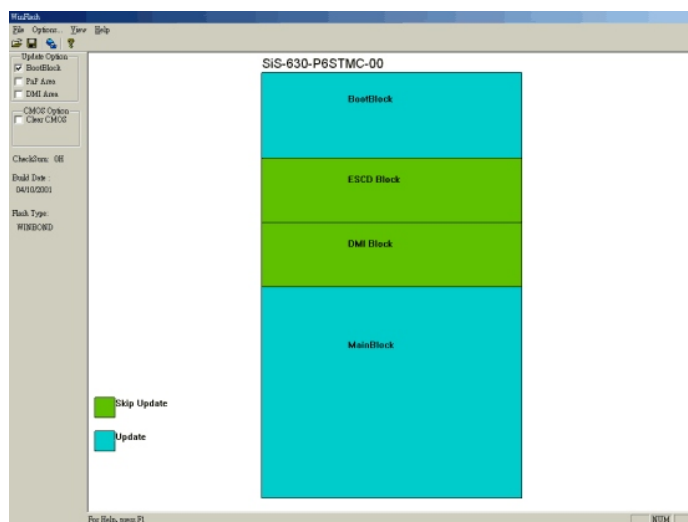 WinFlash
File Options... View Help
Update Option
BootBlock
PnP Area
DMI Area
CMOS Option
Clear CMOS
CheckSum: 0H
Build Date :
04/10/2001
Flash Type:
WINBOND
SiS-630-P6STMC-00
BootBlock
ESCD Block
DMI Block
MainBlock
Skip Update
Update
For Help, press F1
NUM